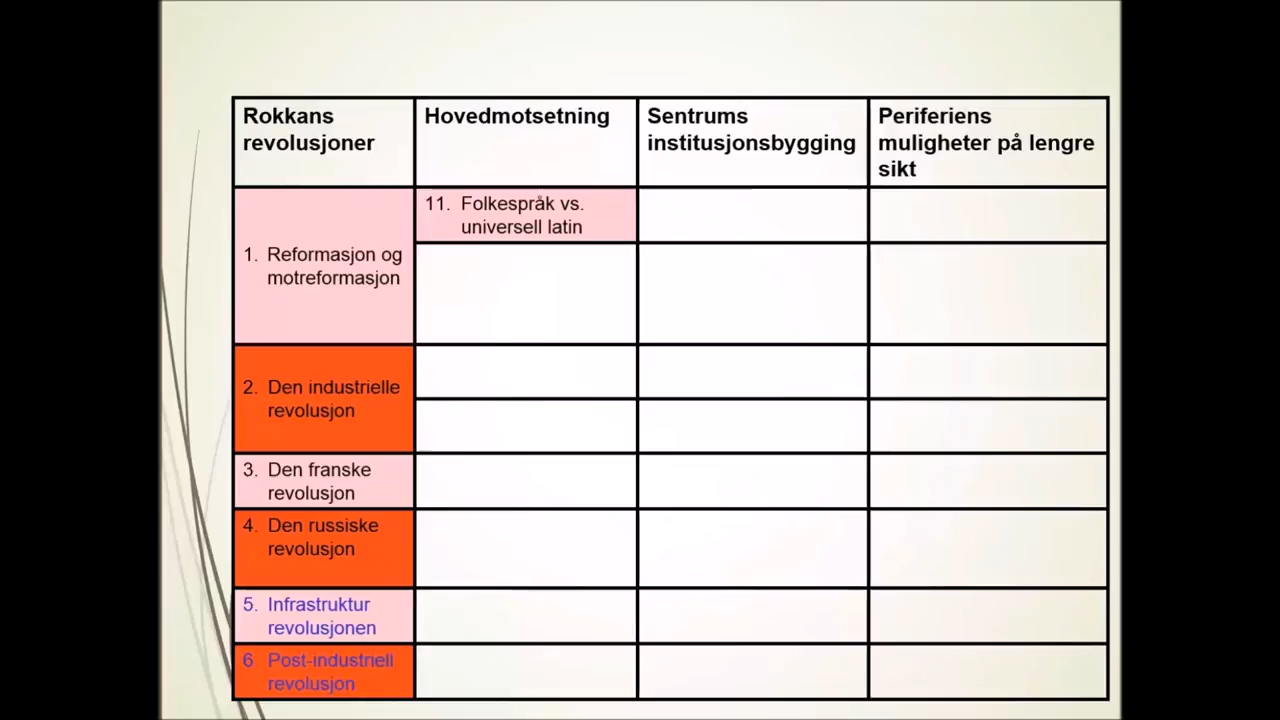 Rokkans
revolusjoner
Hovedmotsetning
Sentrums
institusjonsbygging
Periferiens
muligheter på lengre
sikt
1. Reformasjon og
motreformasjon
11. Folkespråk vs.
universell latin
2. Den industrielle
revolusjon
3. Den franske
revolusjon
4. Den russiske
revolusjon
5. Infrastruktur
revolusjonen
6 Post-industriell
revolusjon